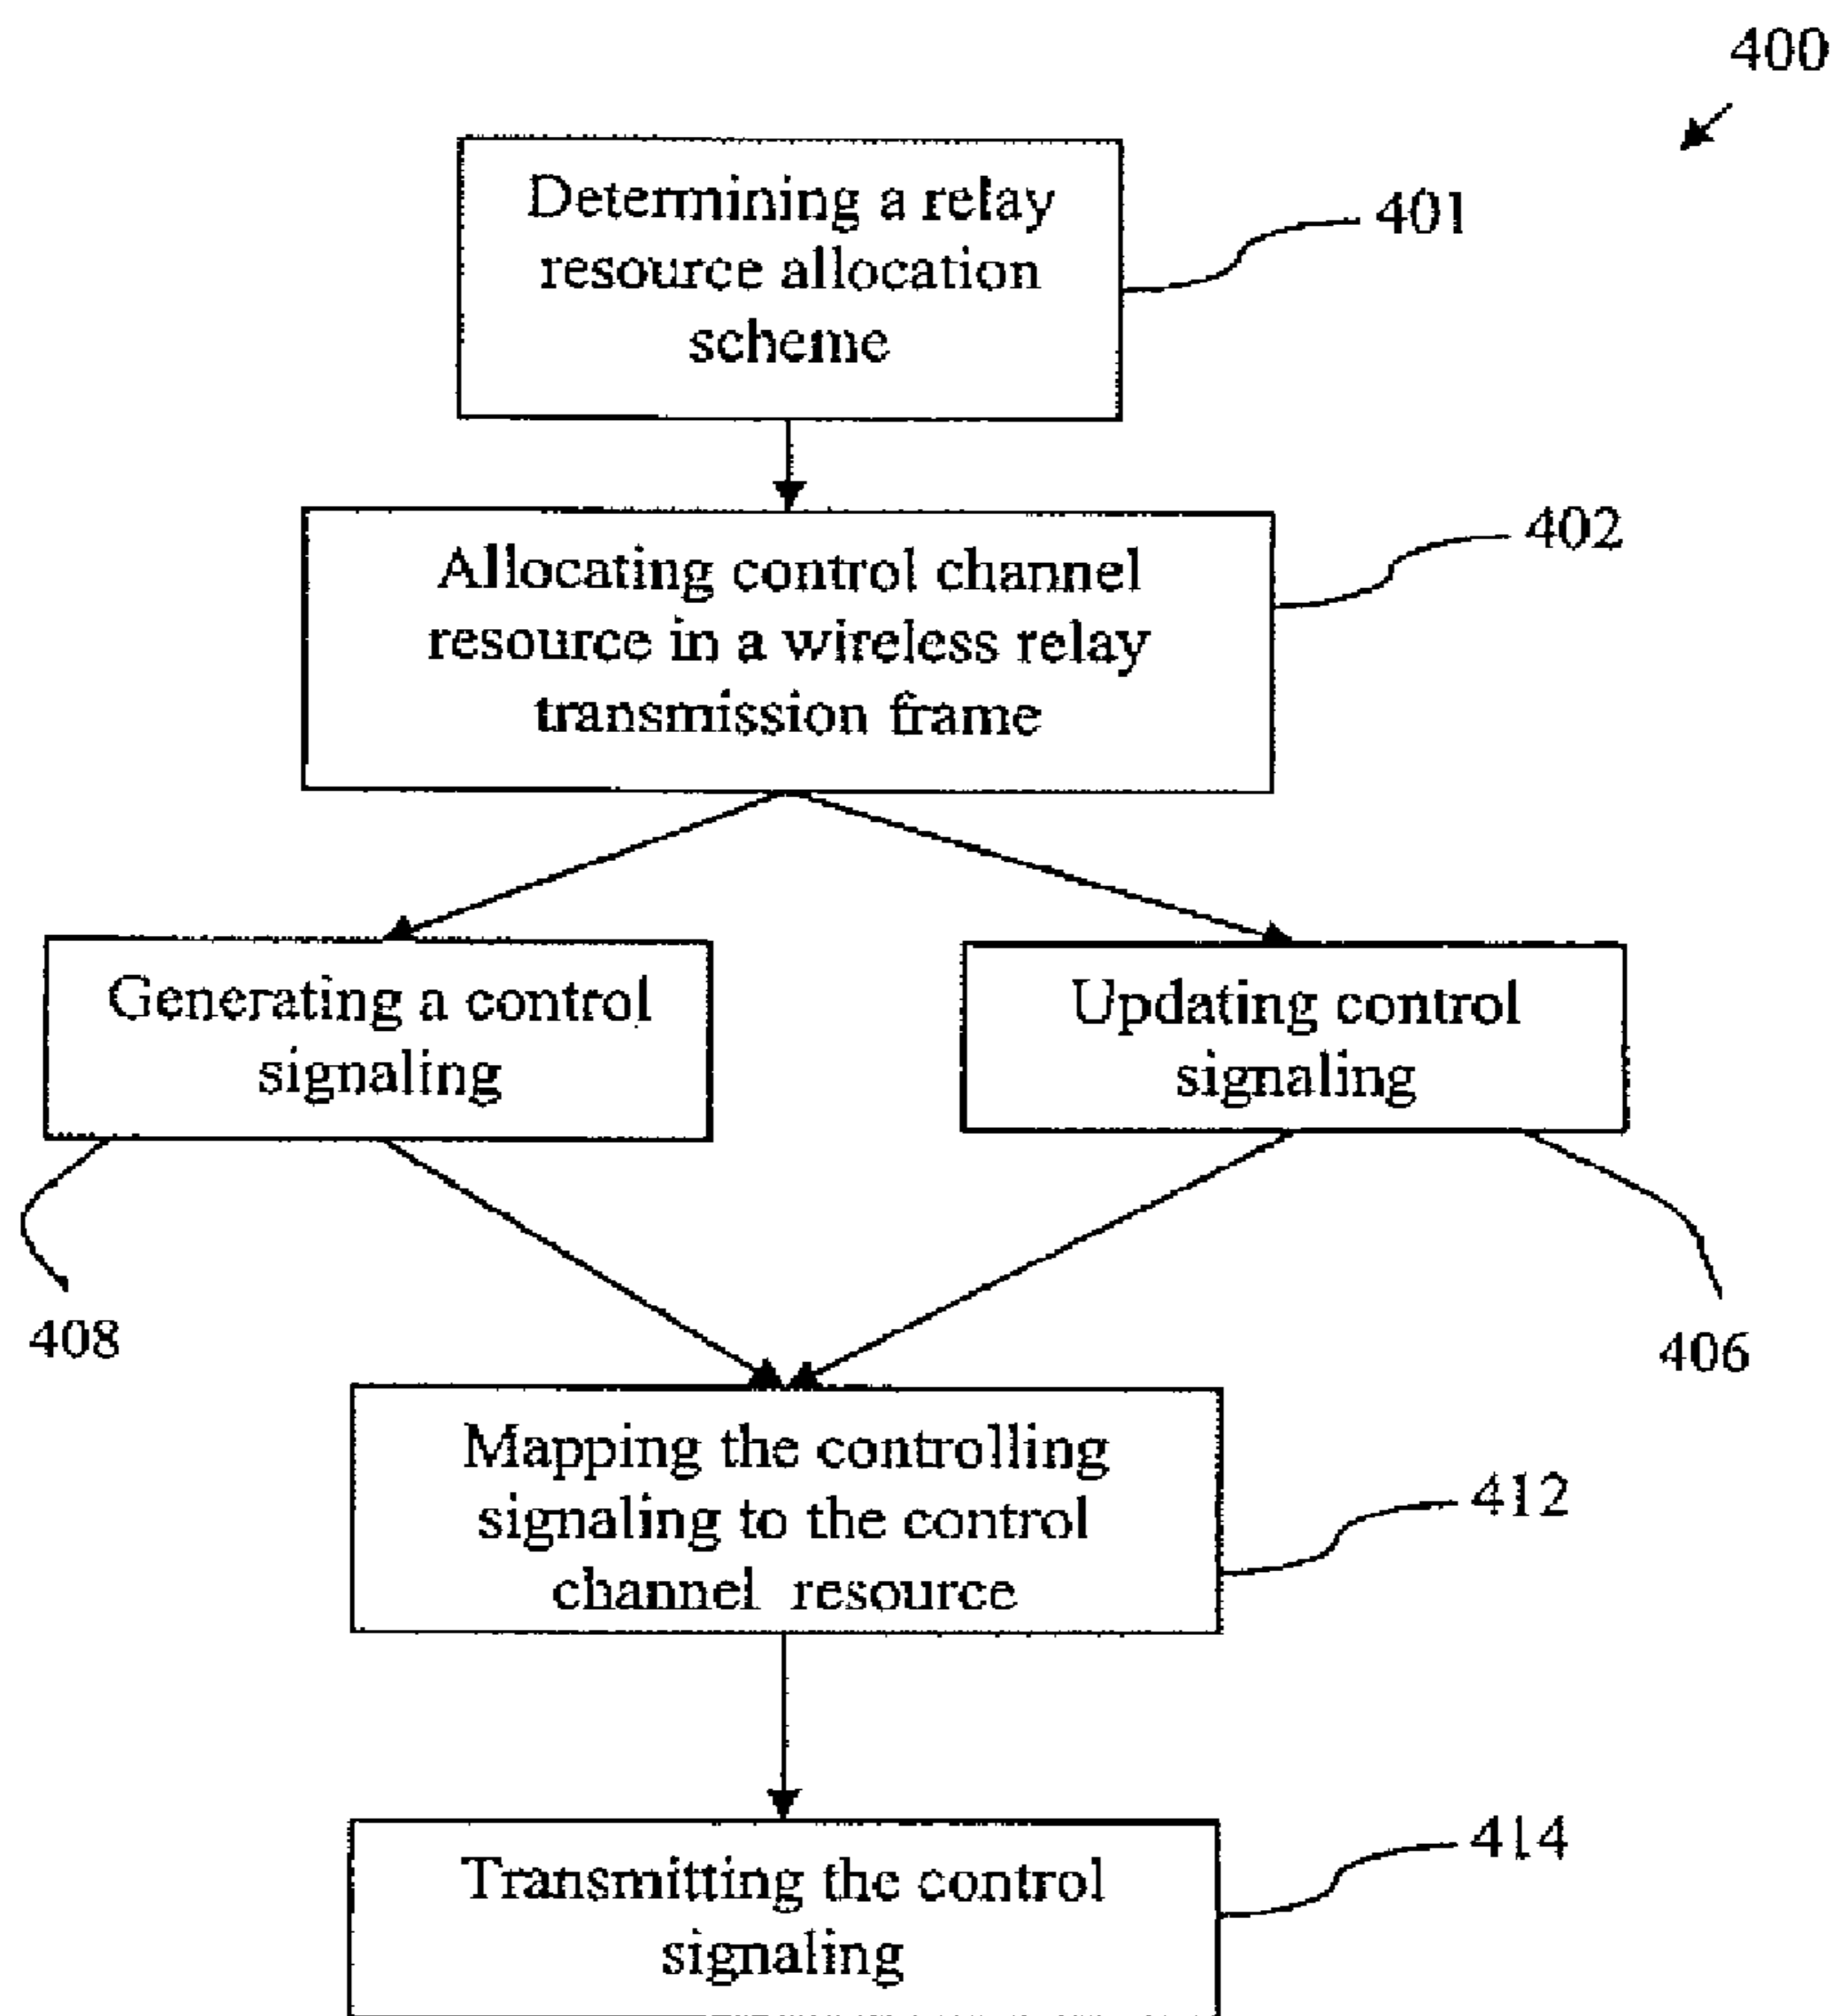 400
Determining a relay
resource allocation
scheme
401
Allocating control channel
resource in a wireless relay
transmission frame
402
Generating a control
signaling
Updating control
signaling
408
406
Mapping the controlling
signaling to the control
channel resource
412
Transmitting the control
signaling
414